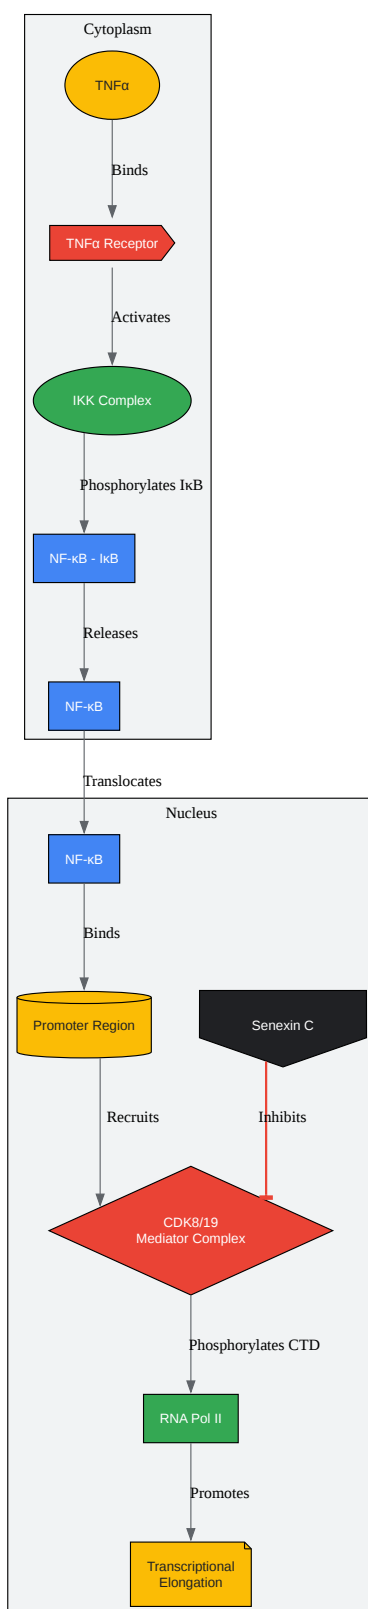 Cytoplasm
TNFα
Binds
TNFα Receptor
Activates
IKK Complex
Phosphorylates IκB
NF-κB - IκB
Releases
NF-κB
Translocates
Nucleus
NF-κB
Binds
Promoter Region
Senexin C
Recruits
Inhibits
CDK8/19
Mediator Complex
Phosphorylates CTD
RNA Pol II
Promotes
Transcriptional
Elongation